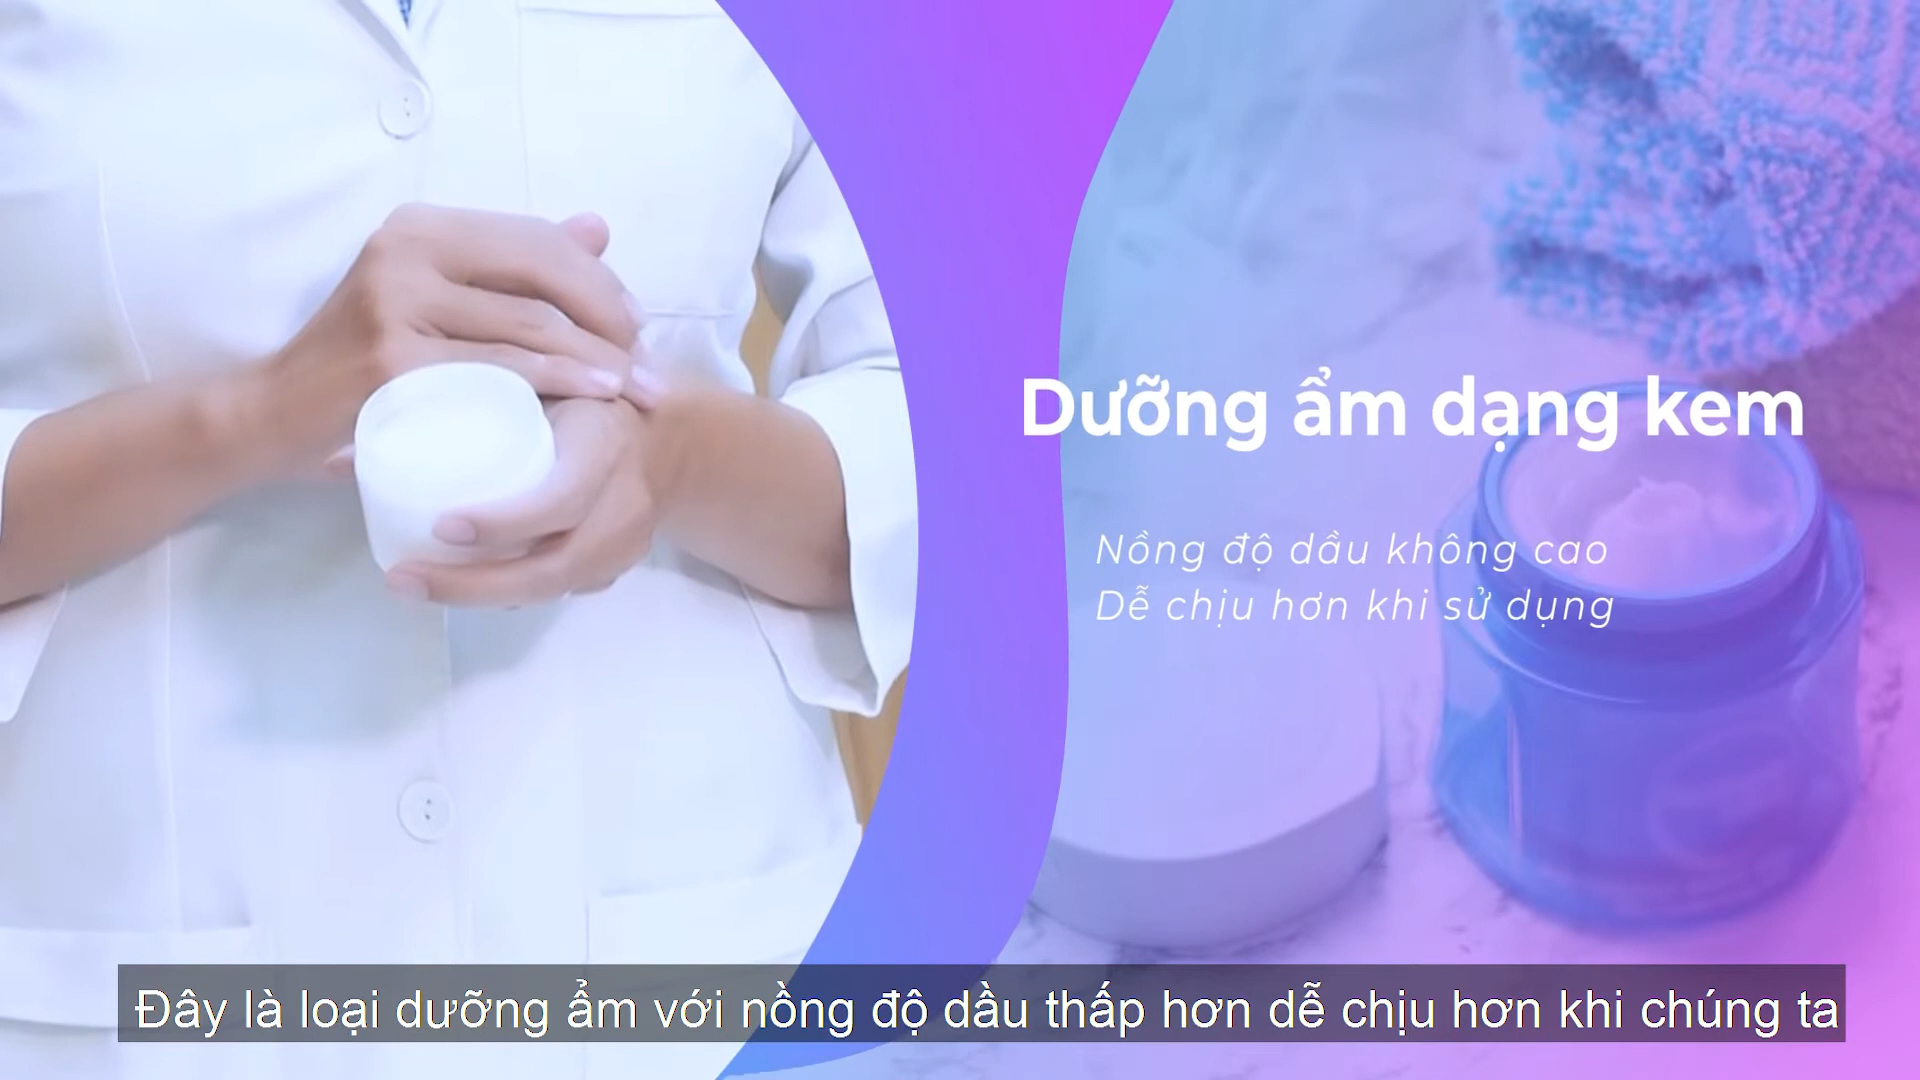 Dưỡng ẩm dạng kem
Nồng độ dầu không cao
Dễ chịu hơn khi sử dụng
Đây là loại dưỡng ẩm với nồng độ dầu thấp hơn dễ chịu hơn khi chúng ta